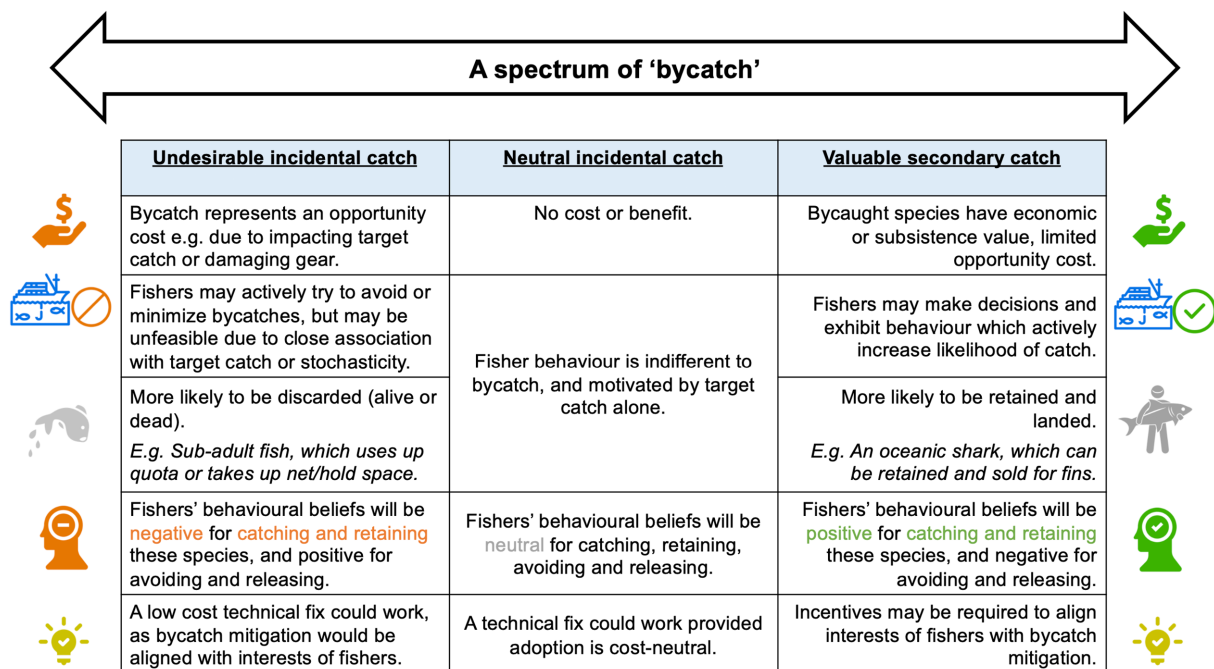 A spectrum of ‘bycatch’
Undesirable incidental catch
Neutral incidental catch
Valuable secondary catch
Bycatch represents an opportunity
cost e.g. due to impacting target
catch or damaging gear.
No cost or benefit.
Bycaught species have economic
or subsistence value, limited
opportunity cost.
Fishers may actively try to avoid or
minimize bycatches, but may be
unfeasible due to close association
with target catch or stochasticity.
Fisher behaviour is indifferent to
bycatch, and motivated by target
catch alone.
Fishers may make decisions and
exhibit behaviour which actively
increase likelihood of catch.
More likely to be discarded (alive or
dead).
E.g. Sub-adult fish, which uses up
quota or takes up net/hold space.
More likely to be retained and
landed.
E.g. An oceanic shark, which can
be retained and sold for fins.
Fishers’ behavioural beliefs will be
negative for catching and retaining
these species, and positive for
avoiding and releasing.
Fishers’ behavioural beliefs will be
neutral for catching, retaining,
avoiding and releasing.
Fishers’ behavioural beliefs will be
positive for catching and retaining
these species, and negative for
avoiding and releasing.
A low cost technical fix could work,
as bycatch mitigation would be
aligned with interests of fishers.
A technical fix could work provided
adoption is cost-neutral.
Incentives may be required to align
interests of fishers with bycatch
mitigation.